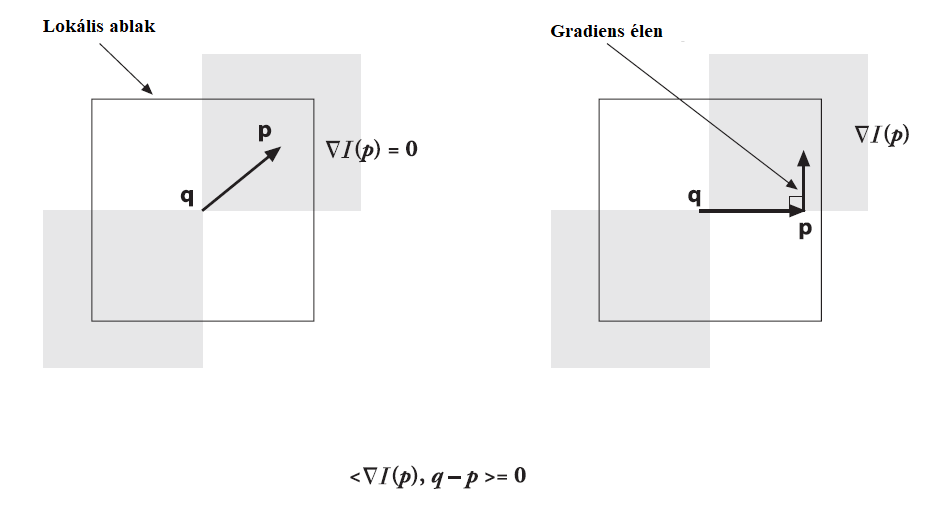 Lokális ablak
Gradiens élen
p
∇I(p) = 0
q
∇I(p)
q
p
<∇I(p), q – p >= 0